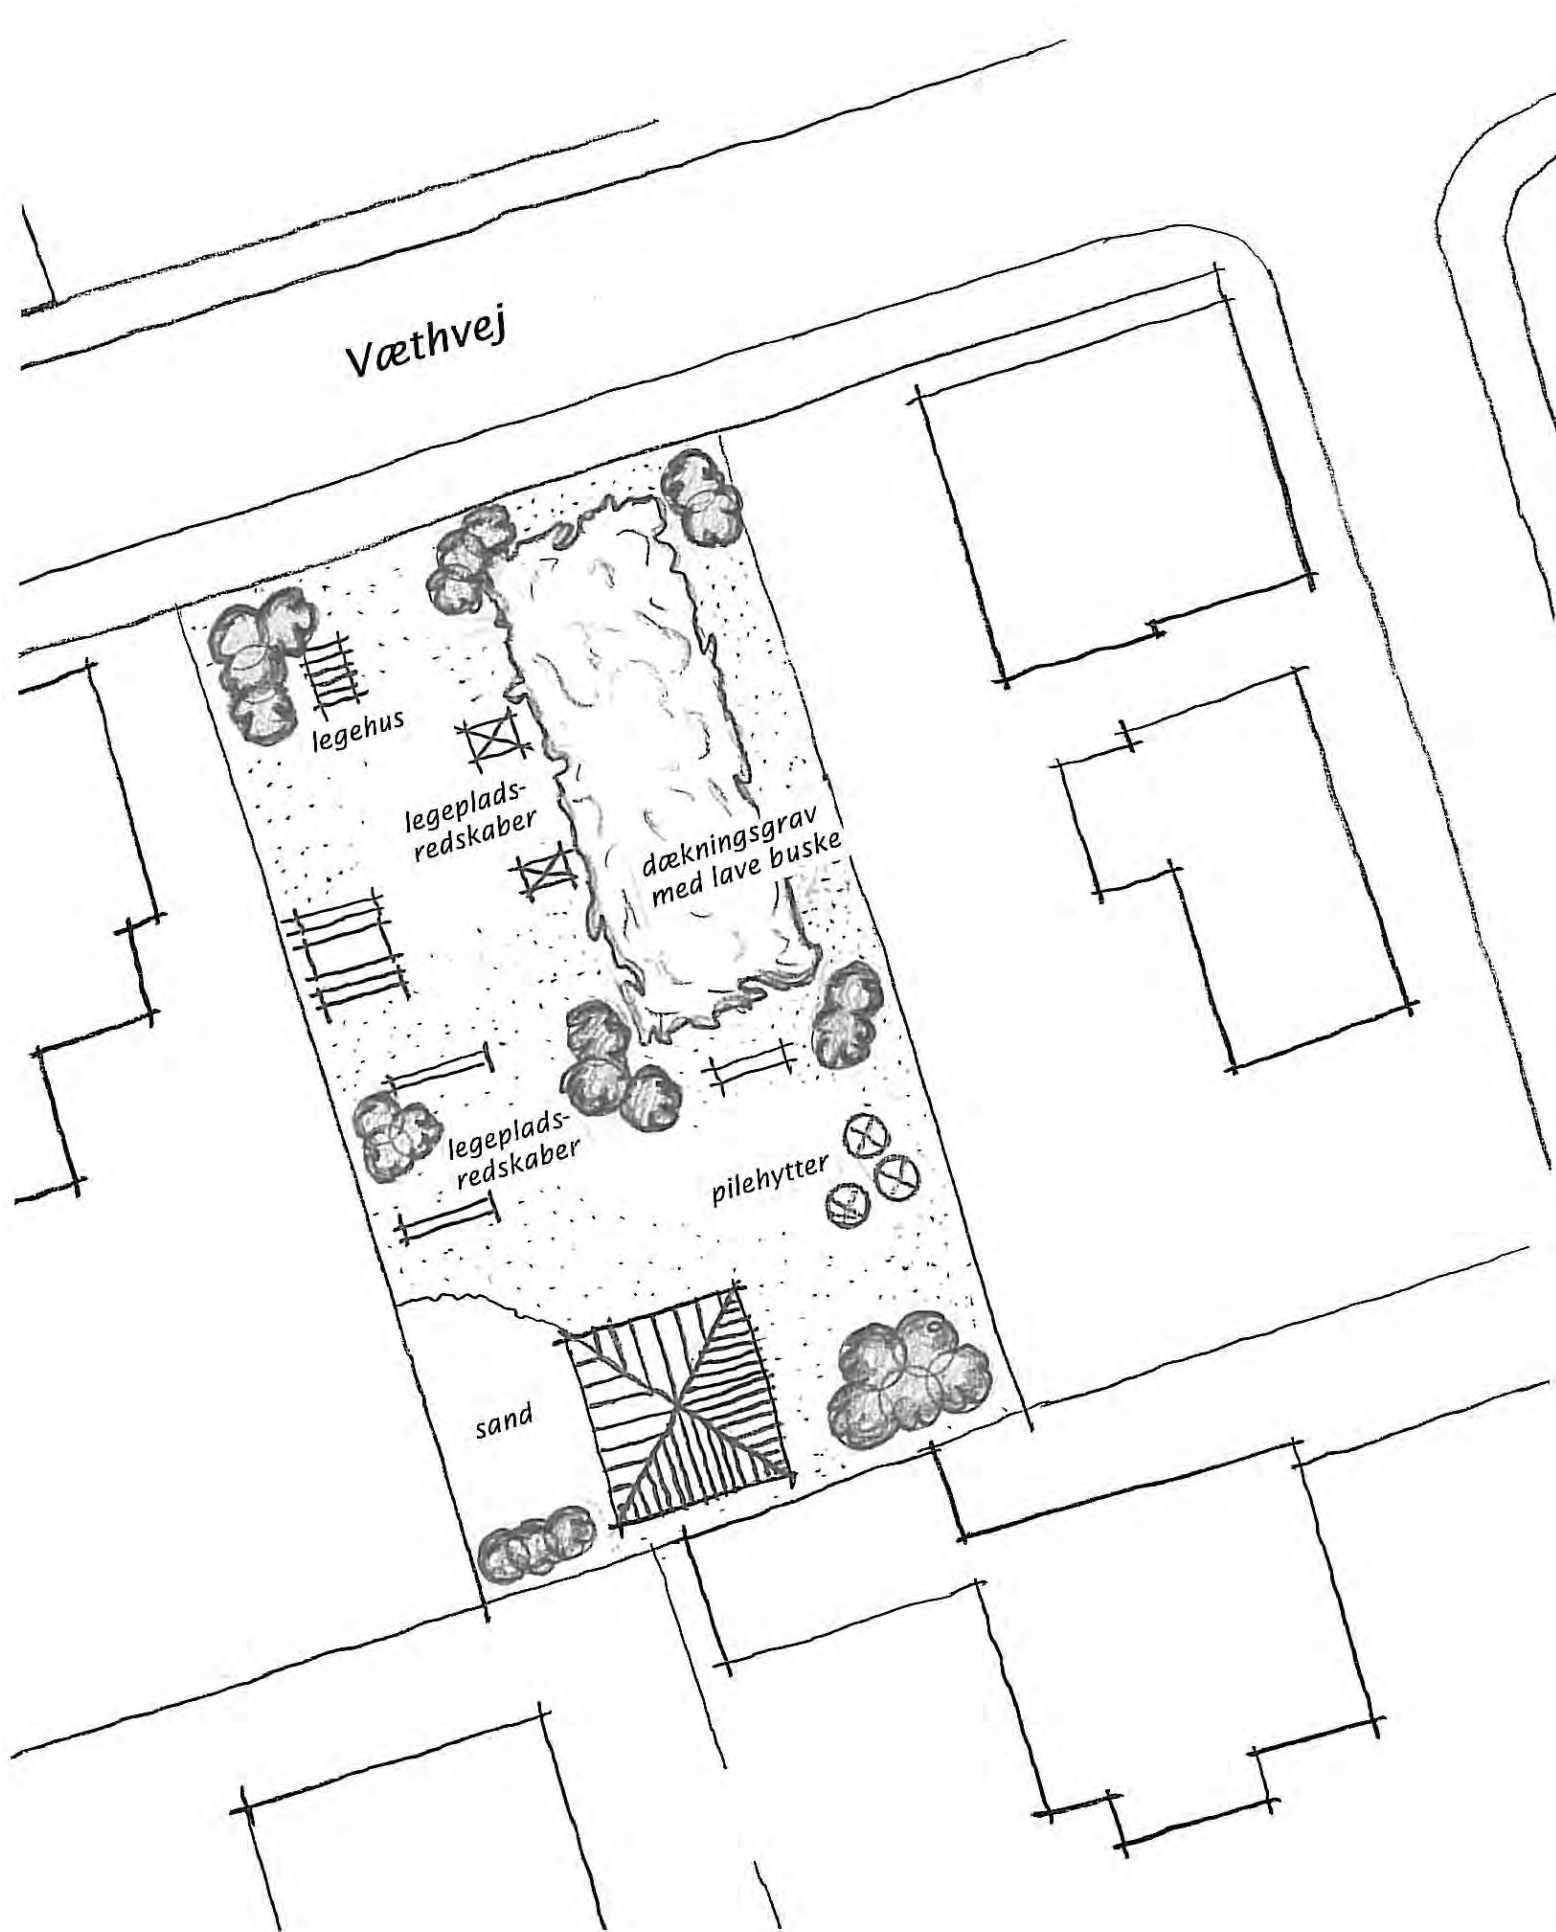 Væthvej
legehus
legeplads-
redskaber
dækningsgrav
med lave buske
legeplads-
redskaber
pilehytter
sand